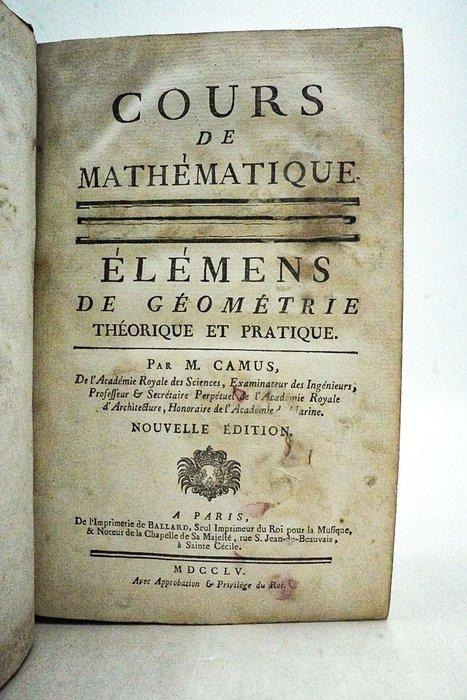 COURS
DE
MATHÉMATIQUE.
ÉLÉMENS
DE GÉOMÉTRIE
THÉORIQUE ET PRATIQUE.
PAR M. CAMUS,
De l'Académie Royale des Sciences, Examinateur des Ingénieurs,
Professeur & Secrétaire Perpétuel de l'Académie Royale
d'Architecture, Honoraire de l'Académie Marine.
NOUVELLE ÉDITION.
A PARIS,
De l'Imprimerie de BALLARD, Seul Imprimeur du Roi pour la Musique,
& Noteur de la Chapelle de Sa Majesté, rue S. Jean-de-Beauvais,
à Sainte Cécile.
MDCCLV.
Avec Approbation & Privilège du Roi.